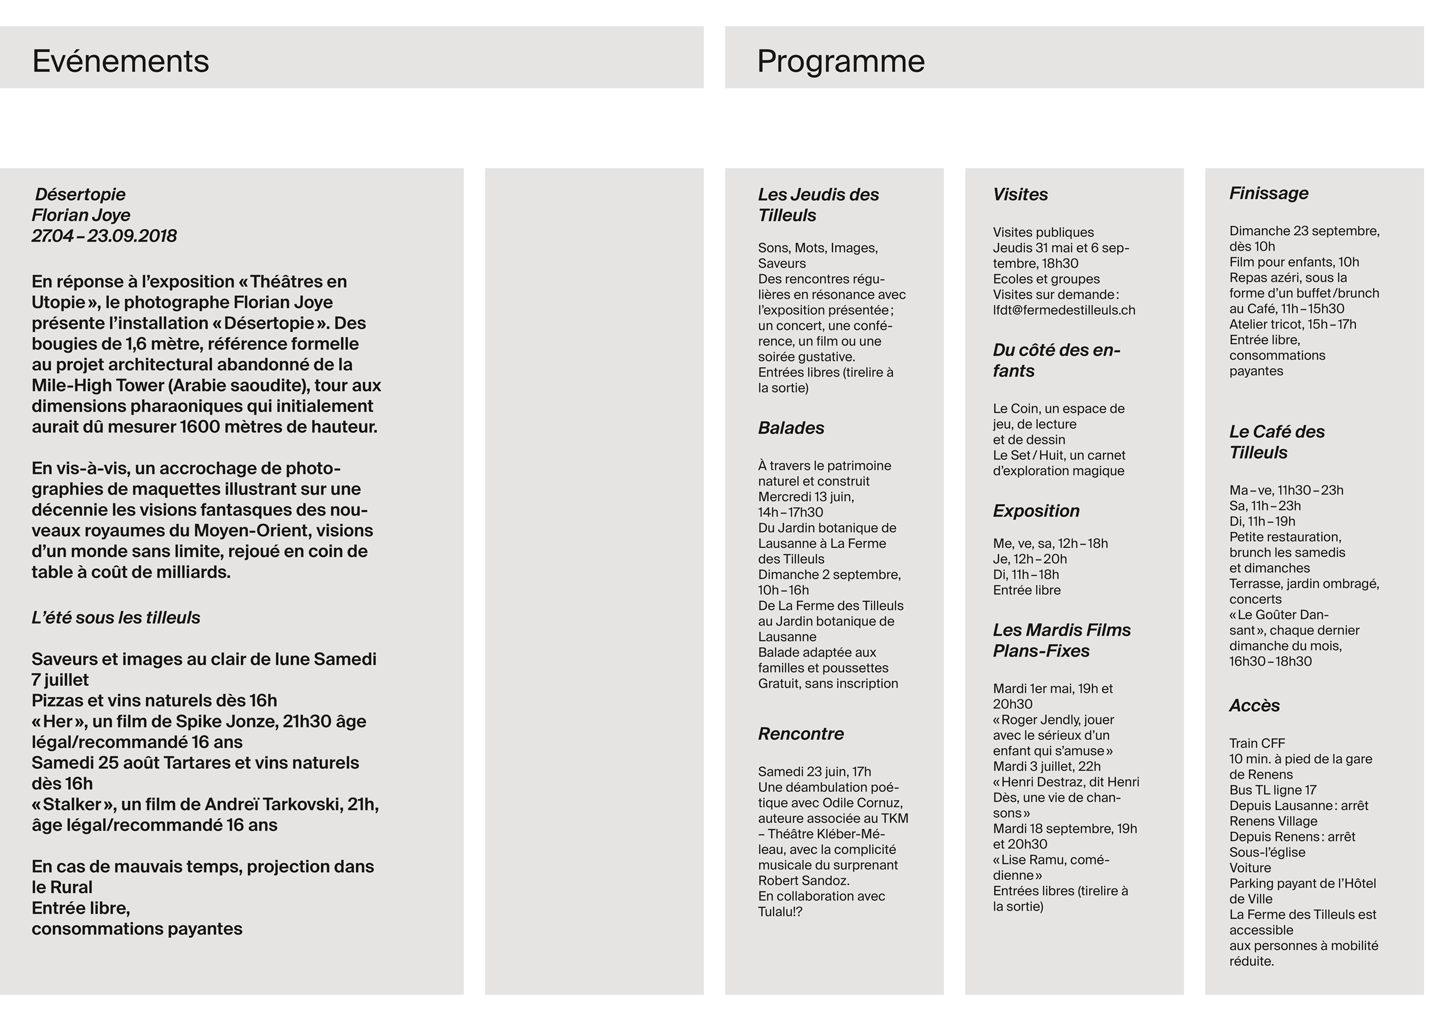 Evénements
Désertopie
Florian Joye
27.04 – 23.09.2018
En réponse à l’exposition « Théâtres en
Utopie », le photographe Florian Joye
présente l’installation « Désertopie ». Des
bougies de 1,6 mètre, référence formelle
au projet architectural abandonné de la
Mile-High Tower (Arabie saoudite), tour aux
dimensions pharaoniques qui initialement
aurait dû mesurer 1600 mètres de hauteur.
En vis-à-vis, un accrochage de photo-
graphies de maquettes illustrant sur une
décennie les visions fantasques des nou-
veaux royaumes du Moyen-Orient, visions
d’un monde sans limite, rejoué en coin de
table à coût de milliards.
L’été sous les tilleuls
Saveurs et images au clair de lune Samedi
7 juillet
Pizzas et vins naturels dès 16h
« Her », un film de Spike Jonze, 21h30 âge
légal/recommandé 16 ans
Samedi 25 août Tartares et vins naturels
dès 16h
« Stalker », un film de Andreï Tarkovski, 21h,
âge légal/recommandé 16 ans
En cas de mauvais temps, projection dans
le Rural
Entrée libre,
consommations payantes
Programme
Les Jeudis des
Tilleuls
Sons, Mots, Images,
Saveurs
Des rencontres régu-
lières en résonance avec
l’exposition présentée ;
un concert, une confé-
rence, un film ou une
soirée gustative.
Entrées libres (tirelire à
la sortie)
Balades
À travers le patrimoine
naturel et construit
Mercredi 13 juin,
14h – 17h30
Du Jardin botanique de
Lausanne à La Ferme
des Tilleuls
Dimanche 2 septembre,
10h – 16h
De La Ferme des Tilleuls
au Jardin botanique de
Lausanne
Balade adaptée aux
familles et poussettes
Gratuit, sans inscription
Rencontre
Samedi 23 juin, 17h
Une déambulation poé-
tique avec Odile Cornuz,
auteure associée au TKM
– Théâtre Kléber-Mé-
leau, avec la complicité
musicale du surprenant
Robert Sandoz.
En collaboration avec
Tulalu!?
Visites
Visites publiques
Jeudis 31 mai et 6 sep-
tembre, 18h30
Ecoles et groupes
Visites sur demande :
lfdt@fermedestilleuls.ch
Du côté des en-
fants
Le Coin, un espace de
jeu, de lecture
et de dessin
Le Set / Huit, un carnet
d’exploration magique
Exposition
Me, ve, sa, 12h – 18h
Je, 12h – 20h
Di, 11h – 18h
Entrée libre
Les Mardis Films
Plans-Fixes
Mardi 1er mai, 19h et
20h30
« Roger Jendly, jouer
avec le sérieux d’un
enfant qui s’amuse »
Mardi 3 juillet, 22h
« Henri Destraz, dit Henri
Dès, une vie de chan-
sons »
Mardi 18 septembre, 19h
et 20h30
« Lise Ramu, comé-
dienne »
Entrées libres (tirelire à
la sortie)
Finissage
Dimanche 23 septembre,
dès 10h
Film pour enfants, 10h
Repas azéri, sous la
forme d’un buffet / brunch
au Café, 11h – 15h30
Atelier tricot, 15h – 17h
Entrée libre,
consommations
payantes
Le Café des
Tilleuls
Ma – ve, 11h30 – 23h
Sa, 11h – 23h
Di, 11h – 19h
Petite restauration,
brunch les samedis
et dimanches
Terrasse, jardin ombragé,
concerts
« Le Goûter Dan-
sant », chaque dernier
dimanche du mois,
16h30 – 18h30
Accès
Train CFF
10 min. à pied de la gare
de Renens
Bus TL ligne 17
Depuis Lausanne : arrêt
Renens Village
Depuis Renens : arrêt
Sous-l’église
Voiture
Parking payant de l’Hôtel
de Ville
La Ferme des Tilleuls est
accessible
aux personnes à mobilité
réduite.